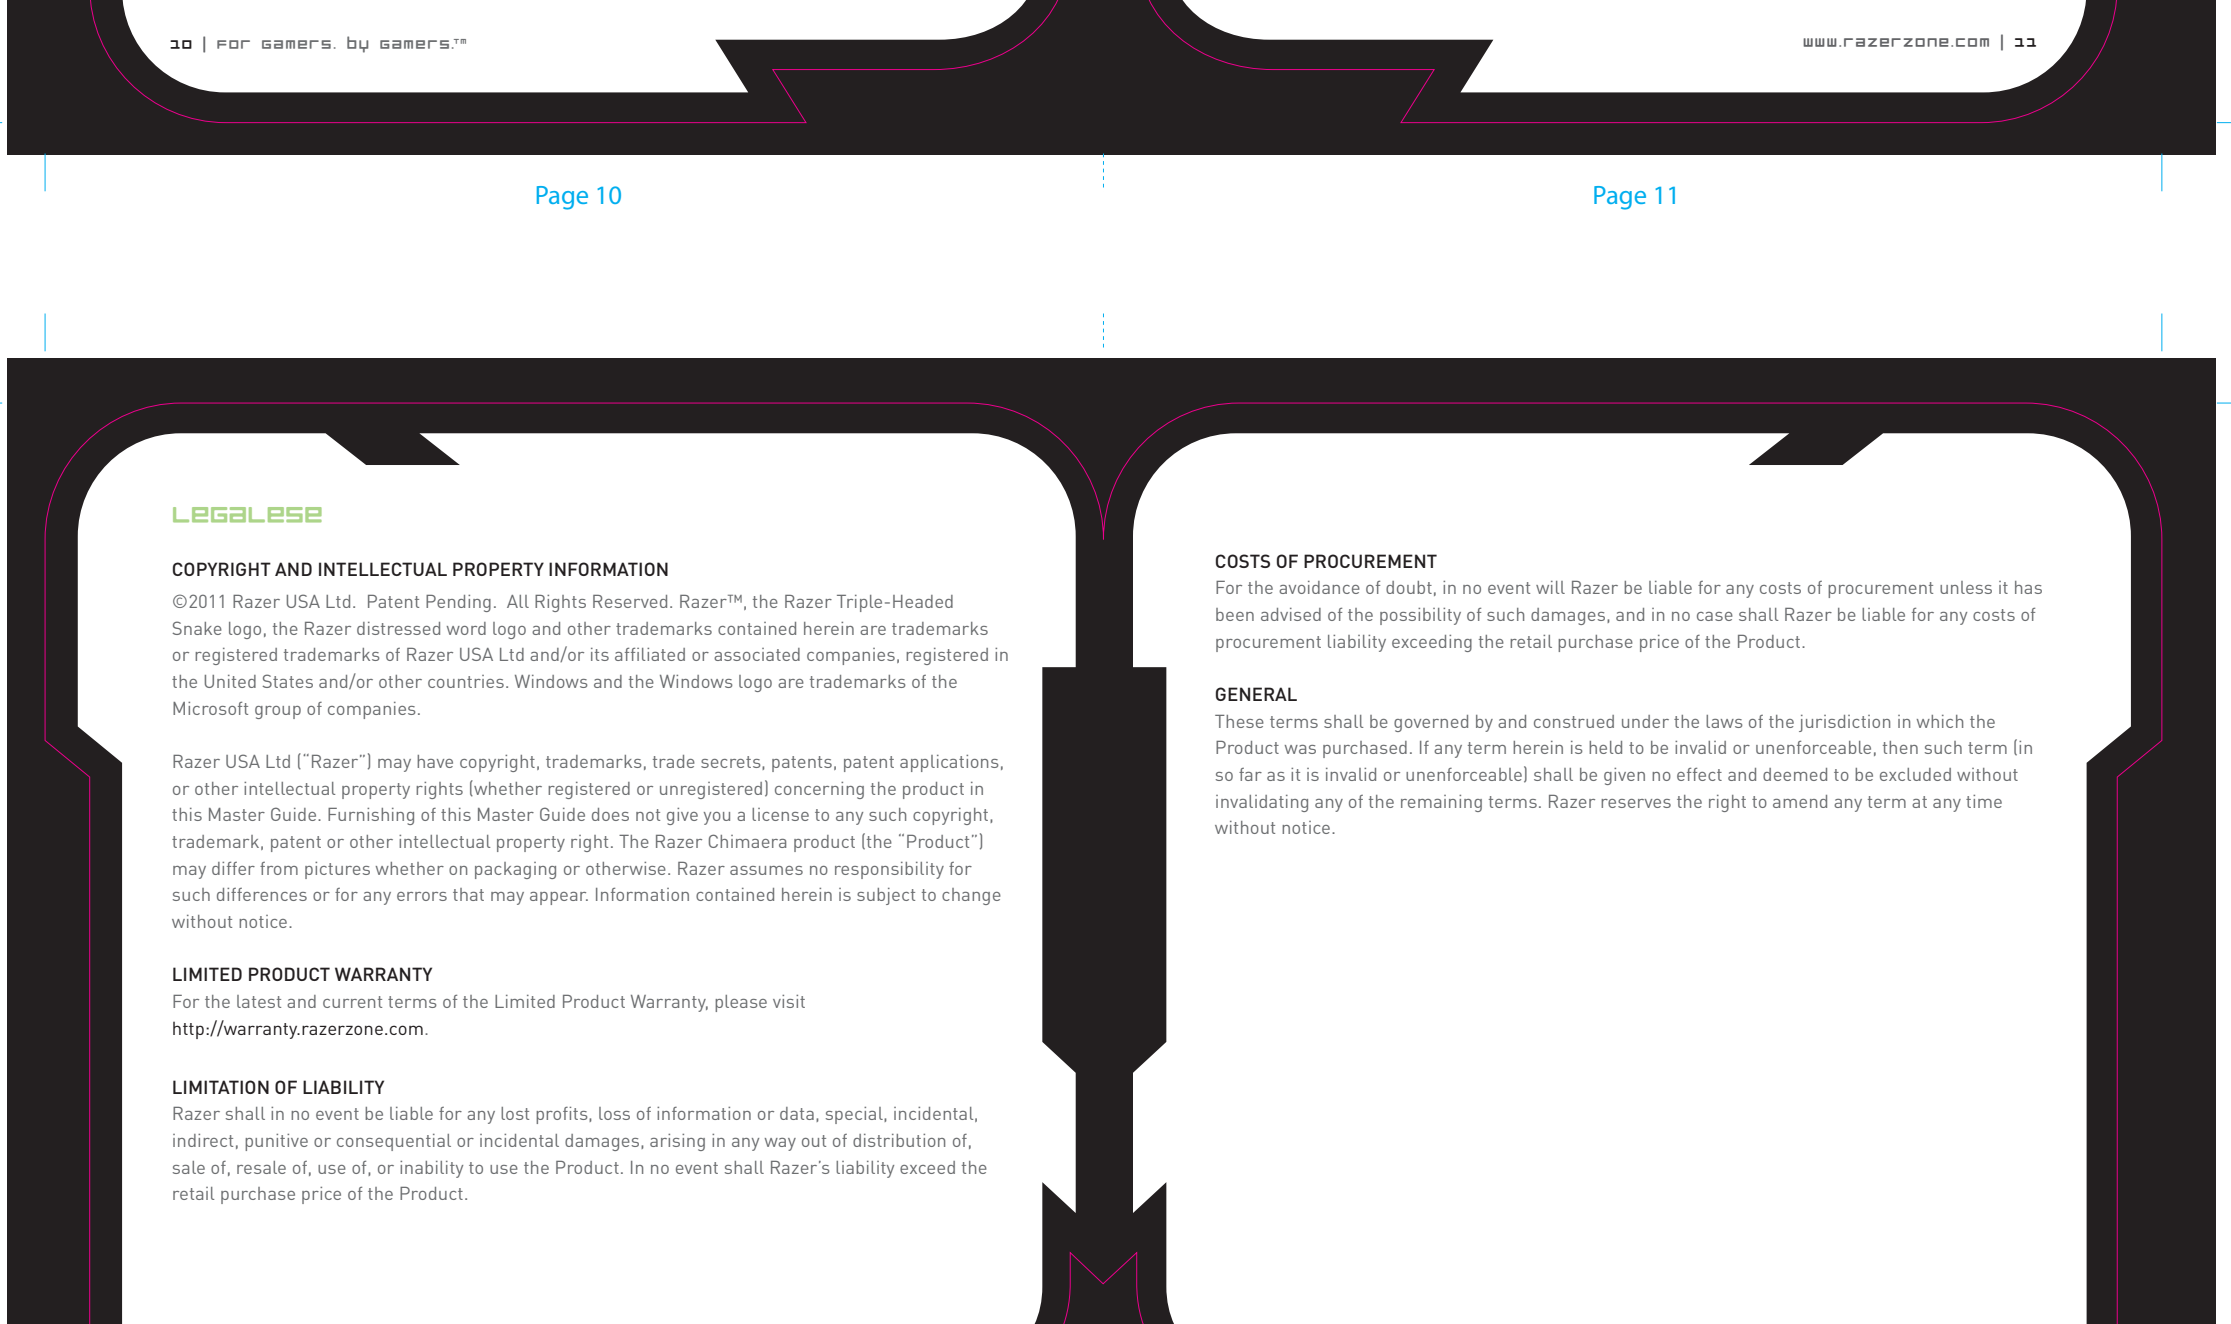 10 | For gamers. by gamers.™
www.razerzone.com | 11
Page 10
Page 11
Legalese
COPYRIGHT AND INTELLECTUAL PROPERTY INFORMATION
©2011 Razer USA Ltd.  Patent Pending.  All Rights Reserved. Razer™, the Razer Triple-Headed
Snake logo, the Razer distressed word logo and other trademarks contained herein are trademarks
or registered trademarks of Razer USA Ltd and/or its affiliated or associated companies, registered in
the United States and/or other countries. Windows and the Windows logo are trademarks of the
Microsoft group of companies.
Razer USA Ltd (“Razer”) may have copyright, trademarks, trade secrets, patents, patent applications,
or other intellectual property rights (whether registered or unregistered) concerning the product in
this Master Guide. Furnishing of this Master Guide does not give you a license to any such copyright,
trademark, patent or other intellectual property right. The Razer Chimaera product (the “Product”)
may differ from pictures whether on packaging or otherwise. Razer assumes no responsibility for
such differences or for any errors that may appear. Information contained herein is subject to change
without notice.
LIMITED PRODUCT WARRANTY
For the latest and current terms of the Limited Product Warranty, please visit
http://warranty.razerzone.com.
LIMITATION OF LIABILITY
Razer shall in no event be liable for any lost profits, loss of information or data, special, incidental,
indirect, punitive or consequential or incidental damages, arising in any way out of distribution of,
sale of, resale of, use of, or inability to use the Product. In no event shall Razer’s liability exceed the
retail purchase price of the Product.
COSTS OF PROCUREMENT
For the avoidance of doubt, in no event will Razer be liable for any costs of procurement unless it has
been advised of the possibility of such damages, and in no case shall Razer be liable for any costs of
procurement liability exceeding the retail purchase price of the Product.
GENERAL
These terms shall be governed by and construed under the laws of the jurisdiction in which the
Product was purchased. If any term herein is held to be invalid or unenforceable, then such term (in
so far as it is invalid or unenforceable) shall be given no effect and deemed to be excluded without
invalidating any of the remaining terms. Razer reserves the right to amend any term at any time
without notice.